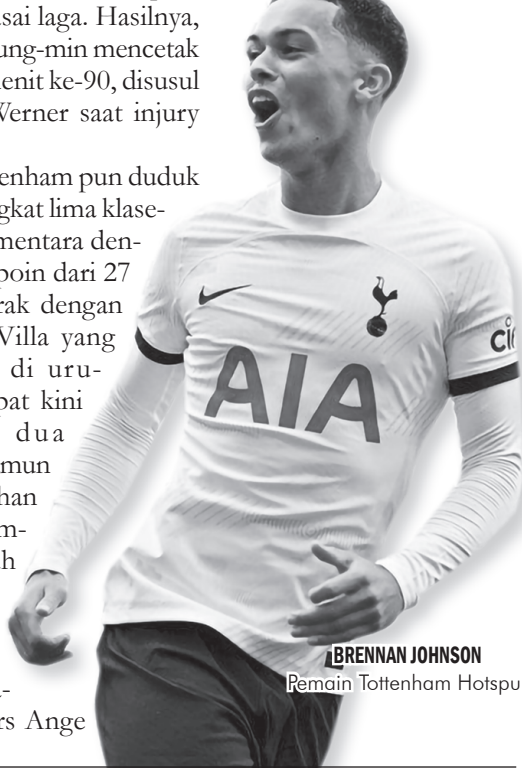 sai laga. Hasilnya,
ung-min mencetak
enit ke-90, disusul
Werner saat injury
enham pun duduk
gkat lima klase-
mentara den-
poin dari 27
rak dengan
Villa yang
di uru-
pat kini
dua
mun
han
m-
h
rs Ange
AIA
BRENNAN JOHNSON
Pemain Tottenham Hotspu